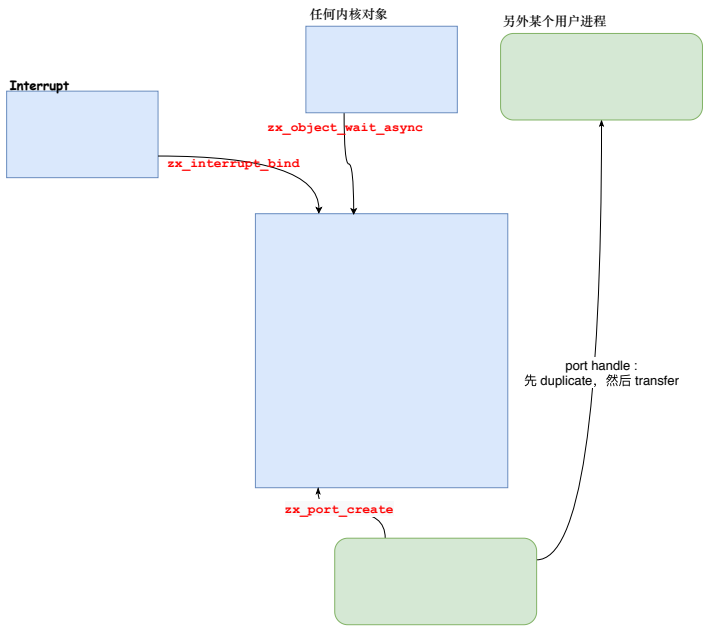 任何内核对象
另外某个用户进程
Interrupt
zx_object_wait_async
zx_interrupt_bind
port handle :
先 duplicate，然后 transfer
zx_port_create